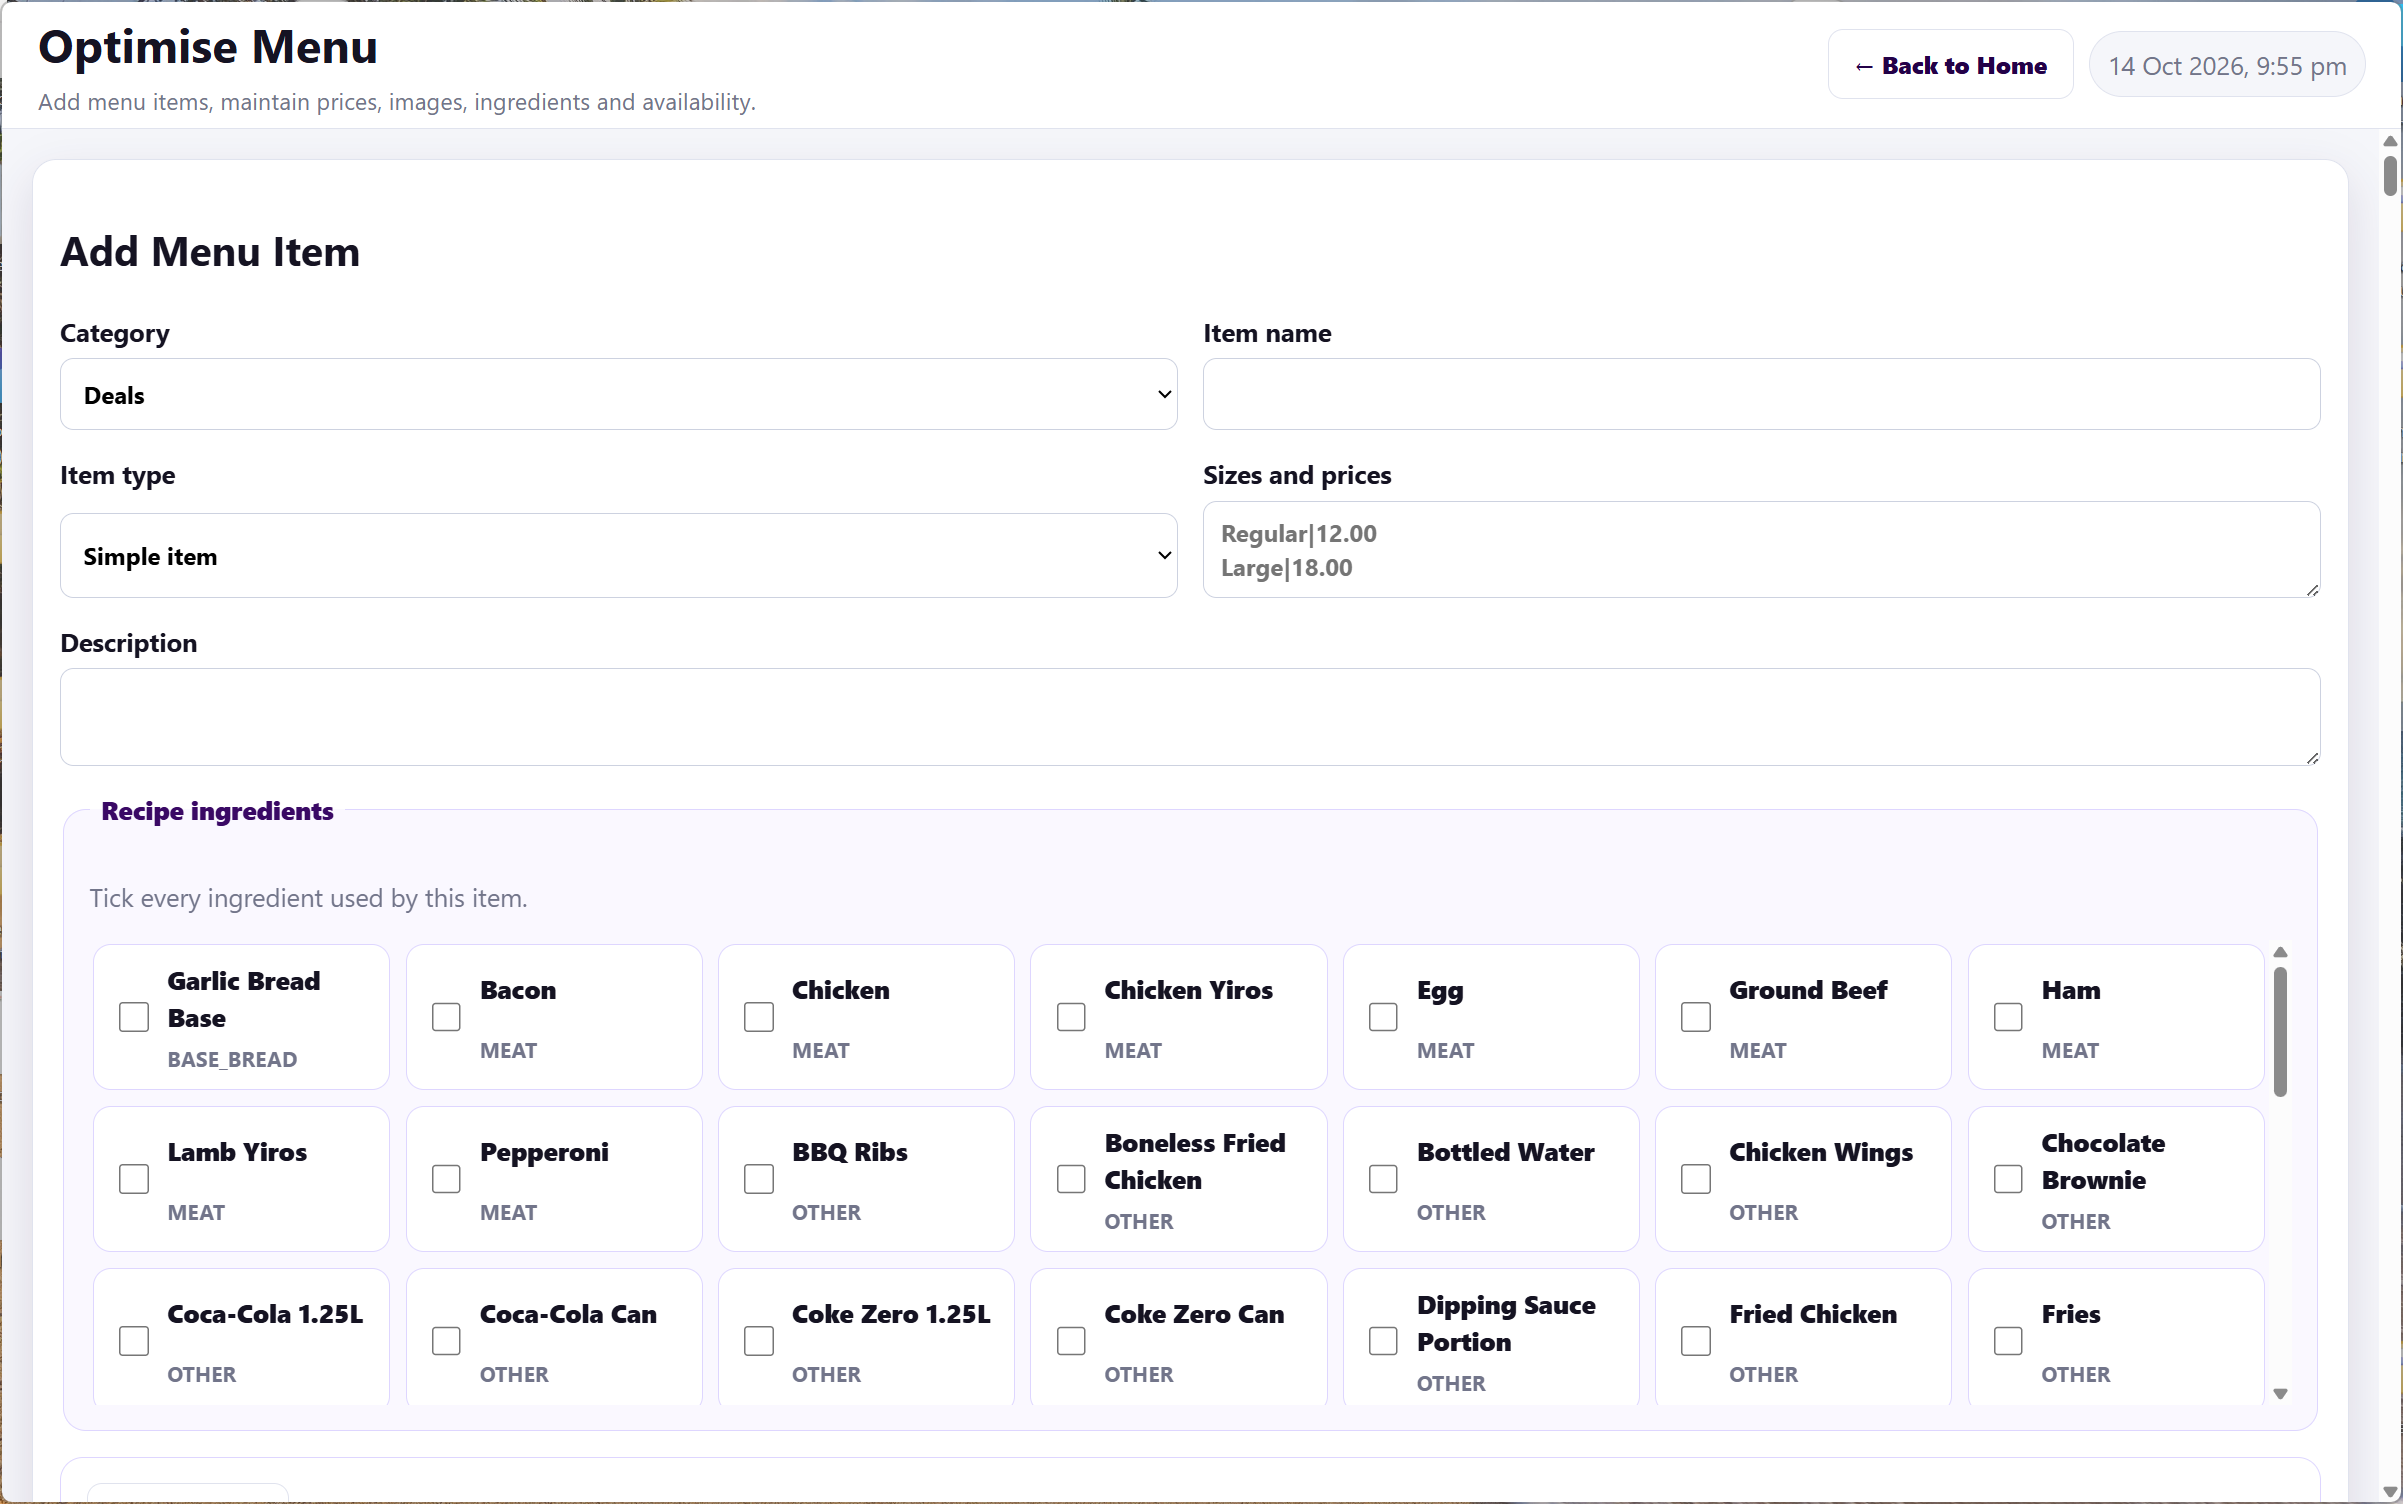 Optimise Menu
Add menu items, maintain prices, images, ingredients and availability.
← Back to Home
14 Oct 2026, 9:55 pm
Add Menu Item
Category
Item name
Deals
Item type
Sizes and prices
Simple item
Regular|12.00
Large|18.00
Description
Recipe ingredients
Tick every ingredient used by this item.
Garlic Bread
Base
BASE_BREAD
Bacon
MEAT
Chicken
MEAT
Chicken Yiros
MEAT
Egg
MEAT
Ground Beef
MEAT
Ham
MEAT
Lamb Yiros
MEAT
Pepperoni
MEAT
BBQ Ribs
OTHER
Boneless Fried
Chicken
OTHER
Bottled Water
OTHER
Chicken Wings
OTHER
Chocolate
Brownie
OTHER
Coca-Cola 1.25L
OTHER
Coca-Cola Can
OTHER
Coke Zero 1.25L
OTHER
Coke Zero Can
OTHER
Dipping Sauce
Portion
OTHER
Fried Chicken
OTHER
Fries
OTHER